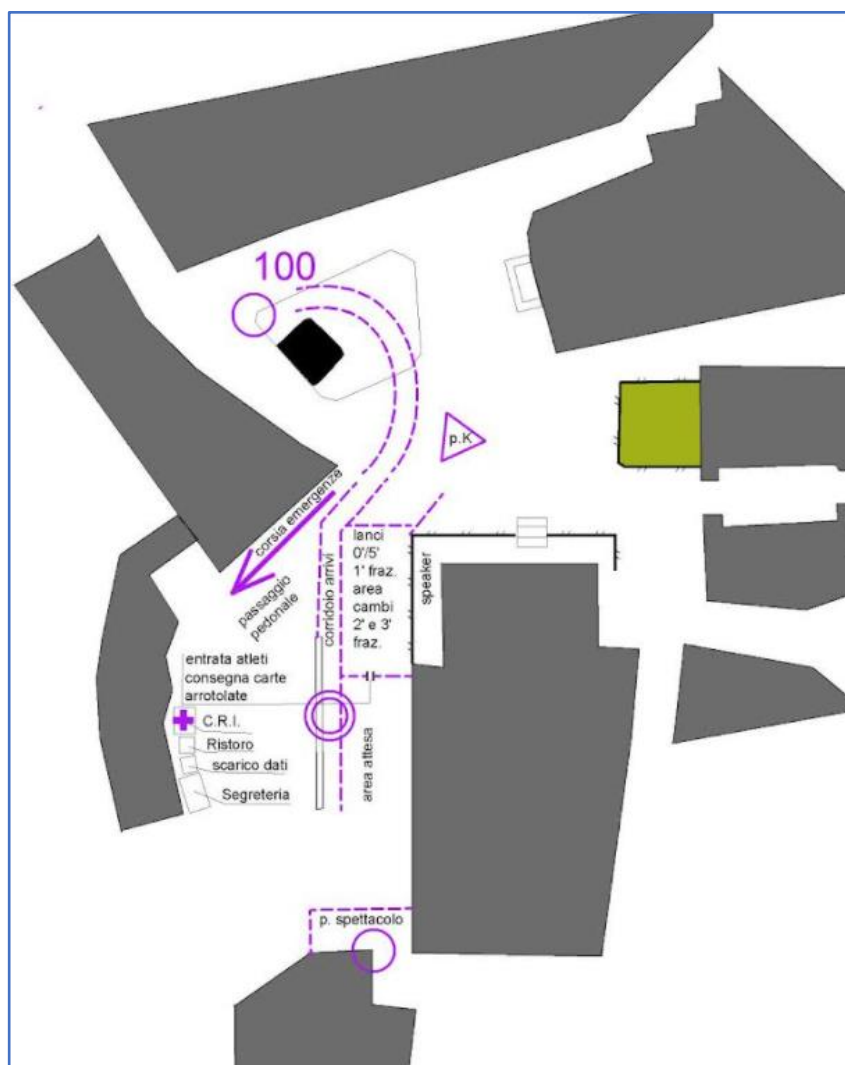 100
p.K
corsia emergenze
passaggio
pedonale
corridoio arrivi
lanci
0'/5'
1' fraz.
area
cambi
2' e 3'
fraz.
speaker
entrata atleti
consegna carte
arrotolate
C.R.I.
Ristoro
scarico dati
Segreteria
area attesa
p. spettacolo